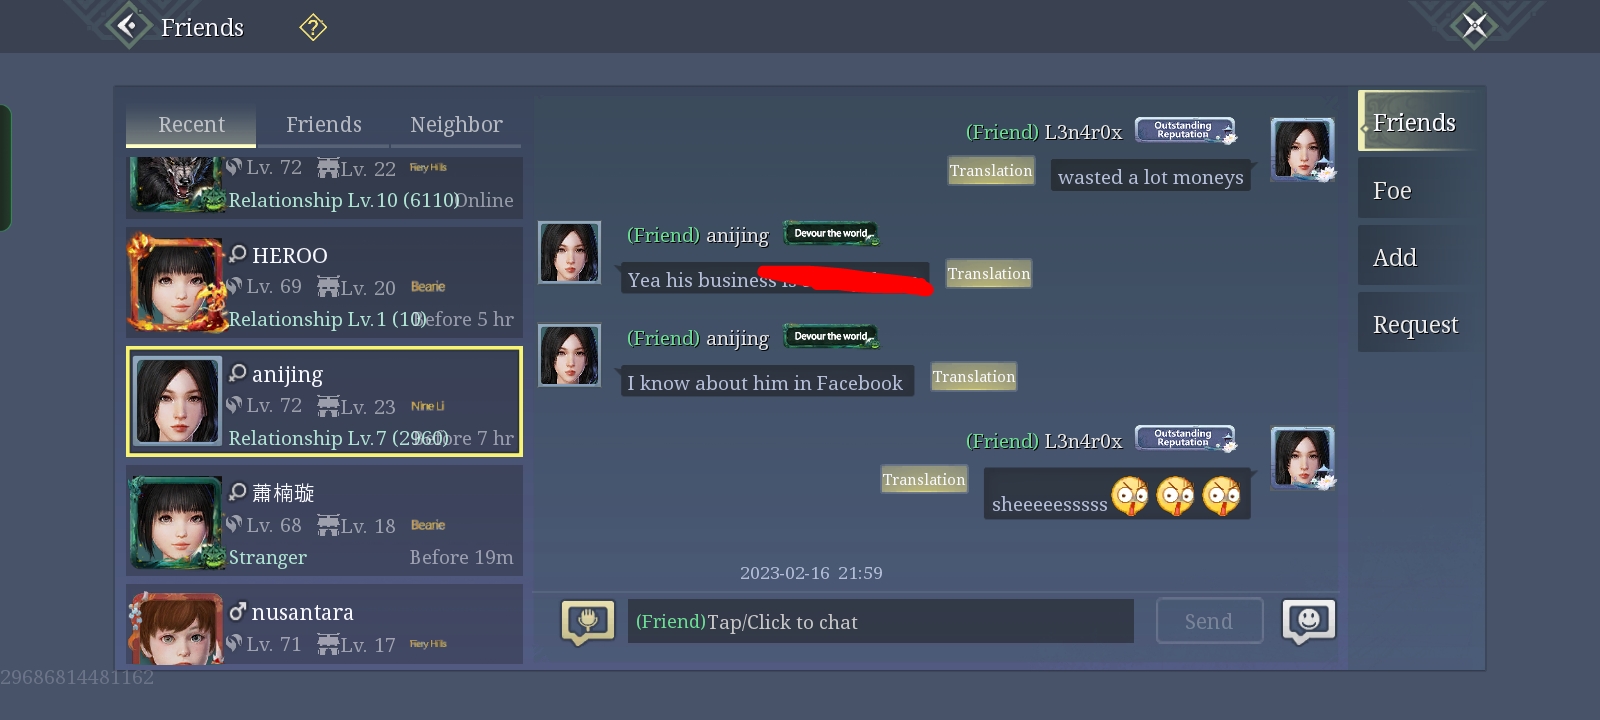 Friends
?
Recent
Friends
Neighbor
Lv. 72 Lv. 22 Fiery Hills
Relationship Lv.10 (6110) Online
HEROO
Lv. 69 Lv. 20 Bearie
Relationship Lv.1 (10) Before 5 hr
anijing
Lv. 72 Lv. 23 Nine Li
Relationship Lv.7 (2960) Before 7 hr
蕭楠璇
Lv. 68 Lv. 18 Bearie
Stranger Before 19m
nusantara
Lv. 71 Lv. 17 Fiery Hills
(Friend) L3n4r0x Outstanding Reputation
Translation wasted a lot moneys
(Friend) anijing Devour the world
Yea his business is
Translation
(Friend) anijing Devour the world
I know about him in Facebook Translation
(Friend) L3n4r0x Outstanding Reputation
Translation sheeeeesssss
2023-02-16 21:59
(Friend)Tap/Click to chat
Send
Friends
Foe
Add
Request
29686814481162